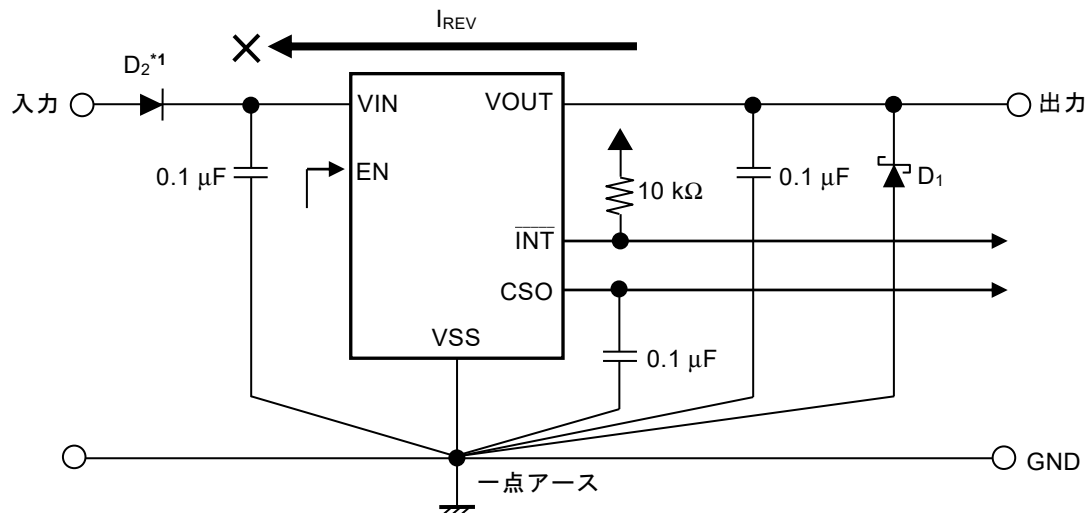 I_REV
D₂*1
入力
VIN
VOUT
出力
0.1 μF
EN
10 kΩ
0.1 μF
D₁
INT
CSO
VSS
0.1 μF
GND
一点アース